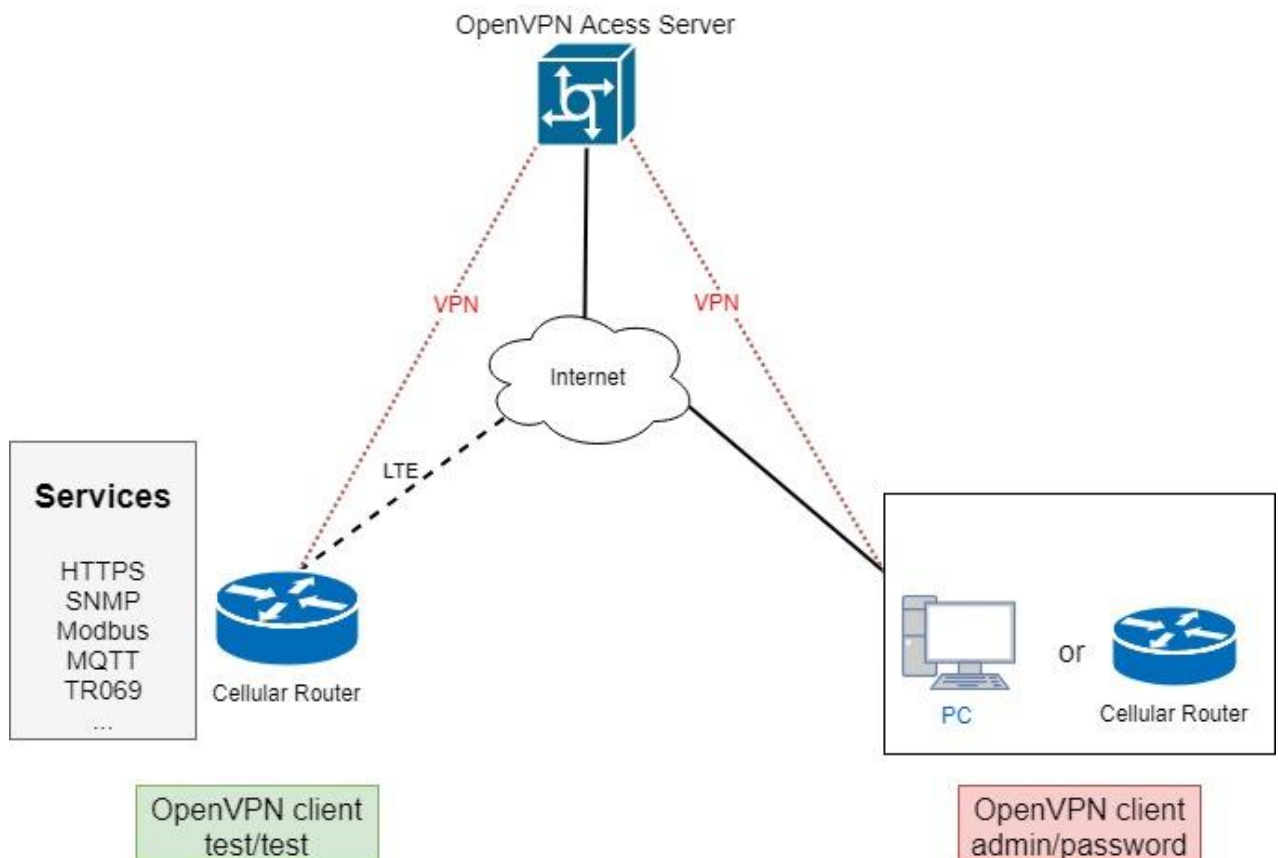 OpenVPN Acess Server
VPN
VPN
Internet
LTE
Services
HTTPS
SNMP
Modbus
MQTT
TR069
...
Cellular Router
or
PC
Cellular Router
OpenVPN client
test/test
OpenVPN client
admin/password